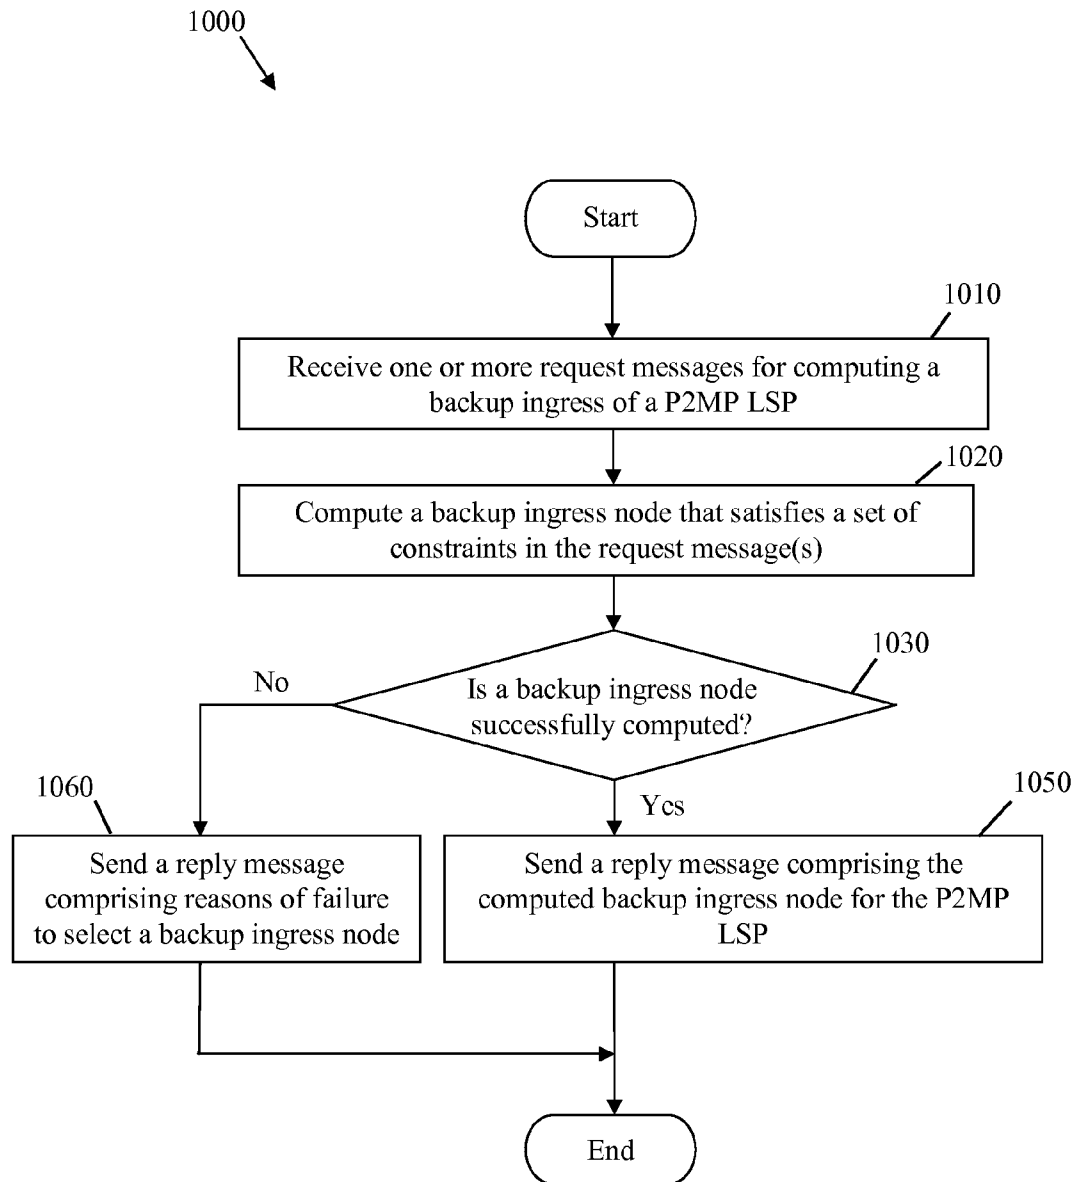 1000
Start
1010
Receive one or more request messages for computing a
backup ingress of a P2MP LSP
1020
Compute a backup ingress node that satisfies a set of
constraints in the request message(s)
1030
No
Is a backup ingress node
successfully computed?
1060
Yes
1050
Send a reply message
comprising reasons of failure
to select a backup ingress node
Send a reply message comprising the
computed backup ingress node for the P2MP
LSP
End